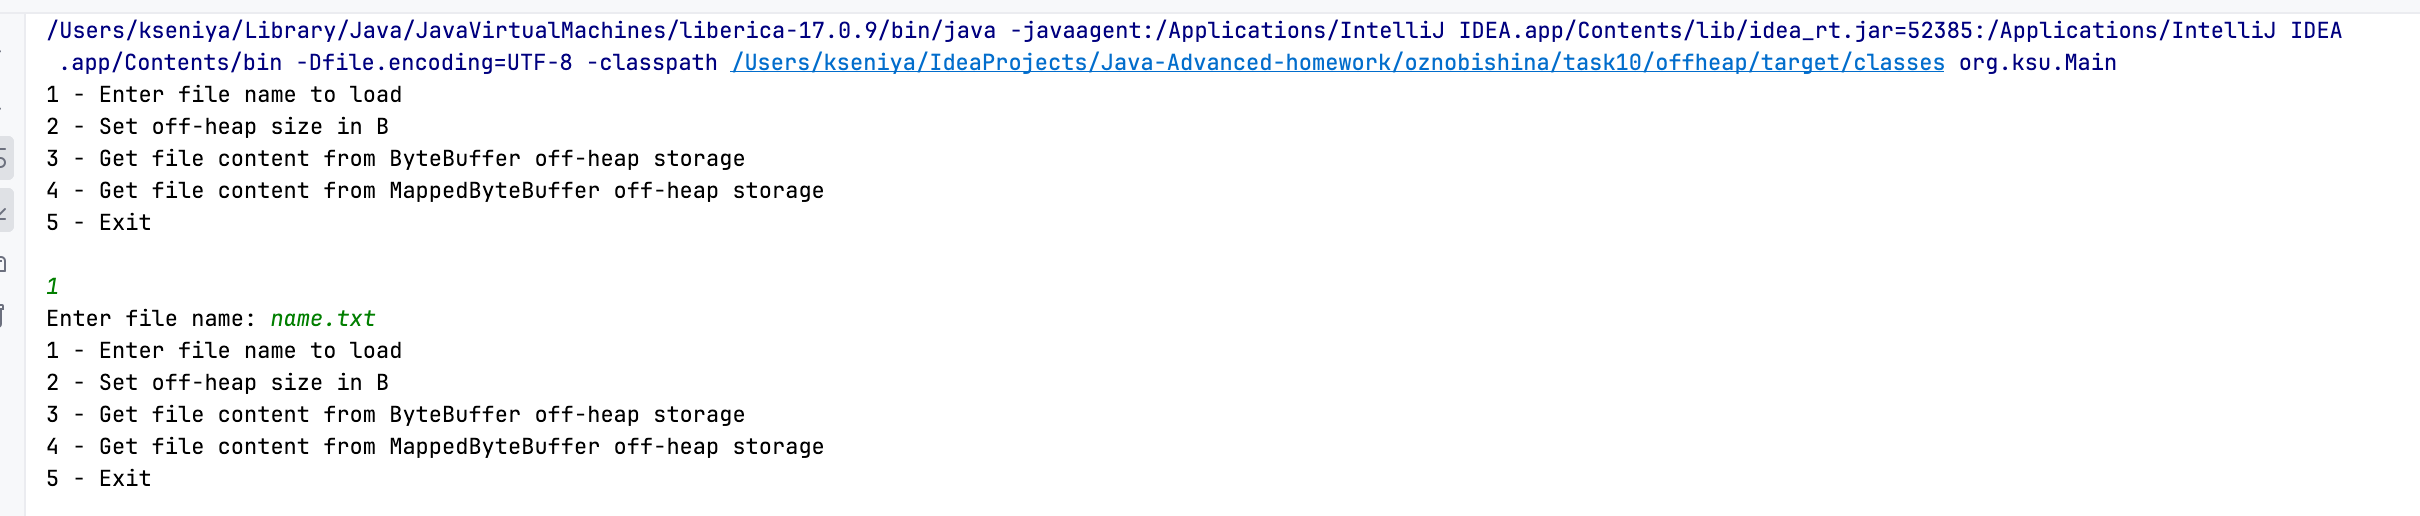 /Users/kseniya/Library/Java/JavaVirtualMachines/liberica-17.0.9/bin/java -javaagent:/Applications/IntelliJ IDEA.app/Contents/lib/idea_rt.jar=52385:/Applications/IntelliJ IDEA
.app/Contents/bin -Dfile.encoding=UTF-8 -classpath /Users/kseniya/IdeaProjects/Java-Advanced-homework/oznobishina/task10/offheap/target/classes org.ksu.Main
1 - Enter file name to load
2 - Set off-heap size in B
3 - Get file content from ByteBuffer off-heap storage
4 - Get file content from MappedByteBuffer off-heap storage
5 - Exit
1
Enter file name: name.txt
1 - Enter file name to load
2 - Set off-heap size in B
3 - Get file content from ByteBuffer off-heap storage
4 - Get file content from MappedByteBuffer off-heap storage
5 - Exit